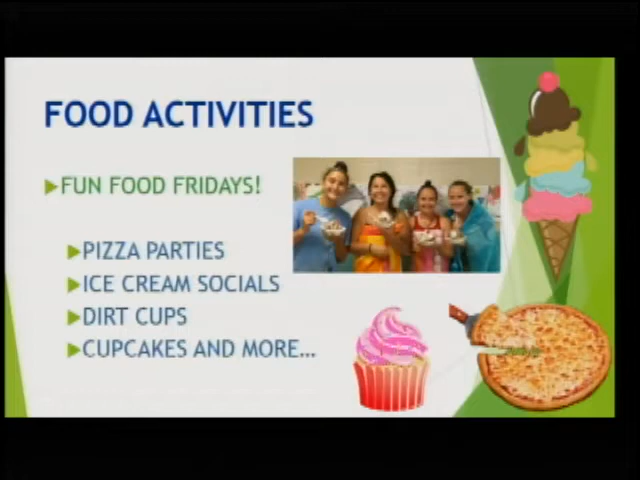 FOOD ACTIVITIES
FUN FOOD FRIDAYS!
PIZZA PARTIES
ICE CREAM SOCIALS
DIRT CUPS
CUPCAKES AND MORE…